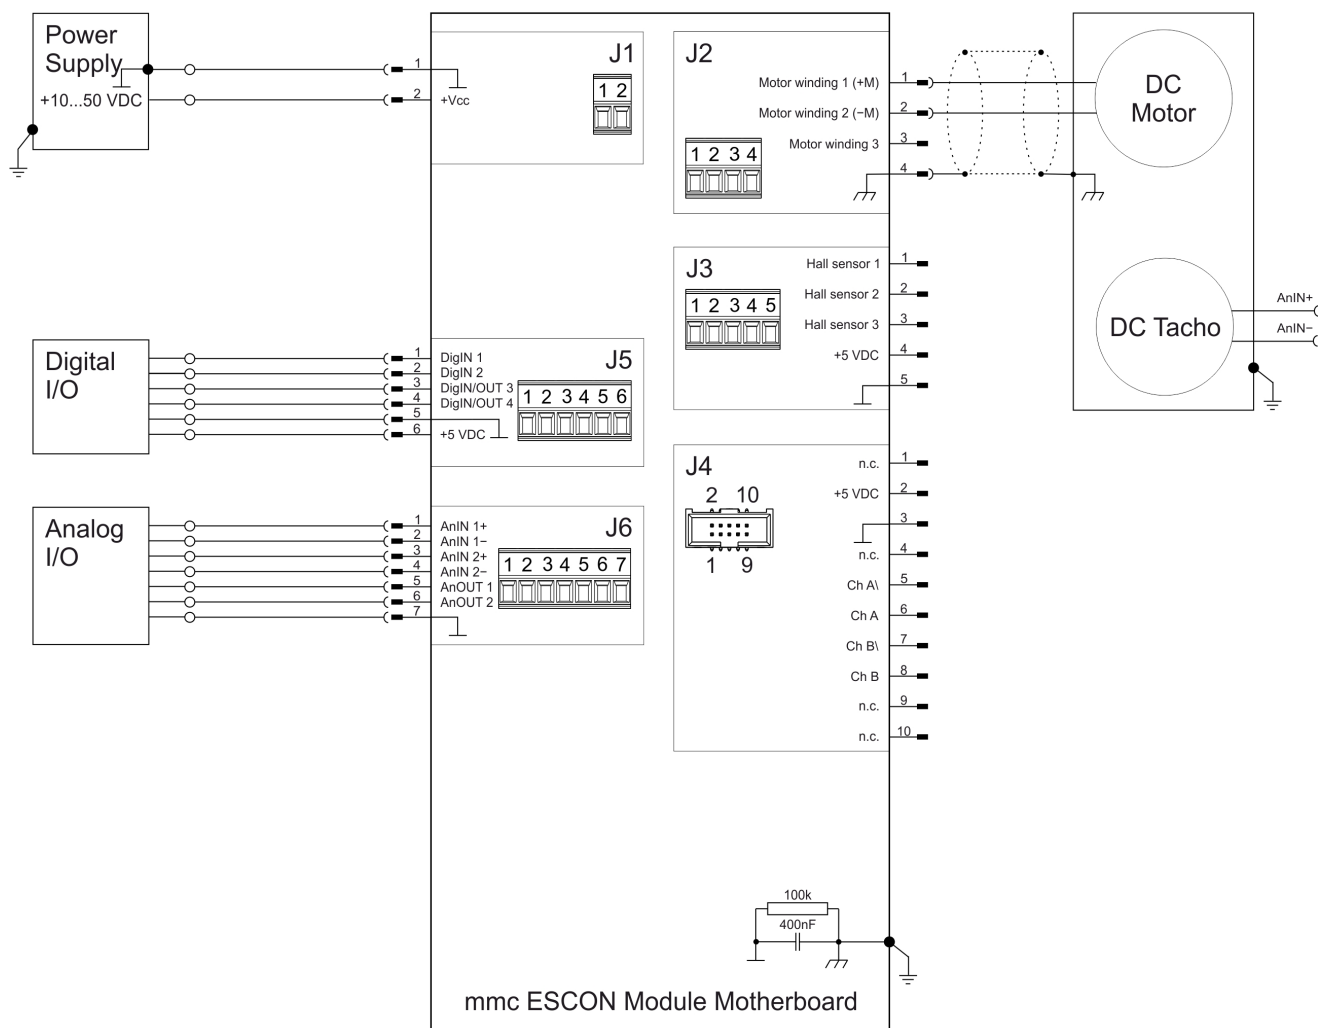 Power
Supply
+10...50 VDC
1
2
+Vcc
J1
1 2
J2
Motor winding 1 (+M)
1
Motor winding 2 (−M)
2
Motor winding 3
3
4
1 2 3 4
DC
Motor
J3
Hall sensor 1
1
Hall sensor 2
2
Hall sensor 3
3
+5 VDC
4
5
1 2 3 4 5
DC Tacho
AnIN+
AnIN−
Digital
I/O
1
DigIN 1
2
DigIN 2
3
DigIN/OUT 3
4
DigIN/OUT 4
5
6
+5 VDC
J5
1 2 3 4 5 6
J4
2 10
1 9
n.c.
1
+5 VDC
2
3
n.c.
4
Ch A\
5
Ch A
6
Ch B\
7
Ch B
8
n.c.
9
n.c.
10
Analog
I/O
1
AnIN 1+
2
AnIN 1−
3
AnIN 2+
4
AnIN 2−
5
AnOUT 1
6
AnOUT 2
7
J6
1 2 3 4 5 6 7
100k
400nF
mmc ESCON Module Motherboard